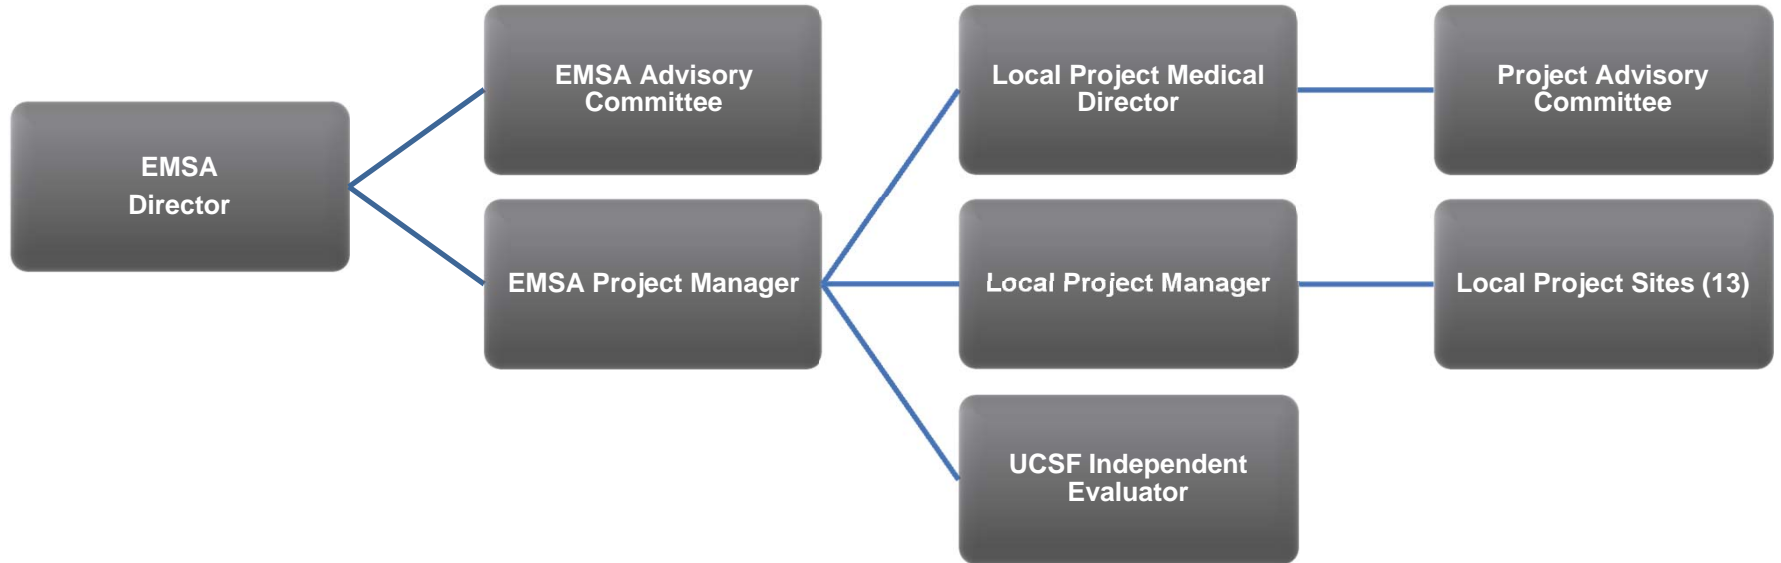 EMSA
Director
EMSA Advisory
Committee
EMSA Project Manager
Local Project Medical
Director
Local Project Manager
UCSF Independent
Evaluator
Project Advisory
Committee
Local Project Sites (13)